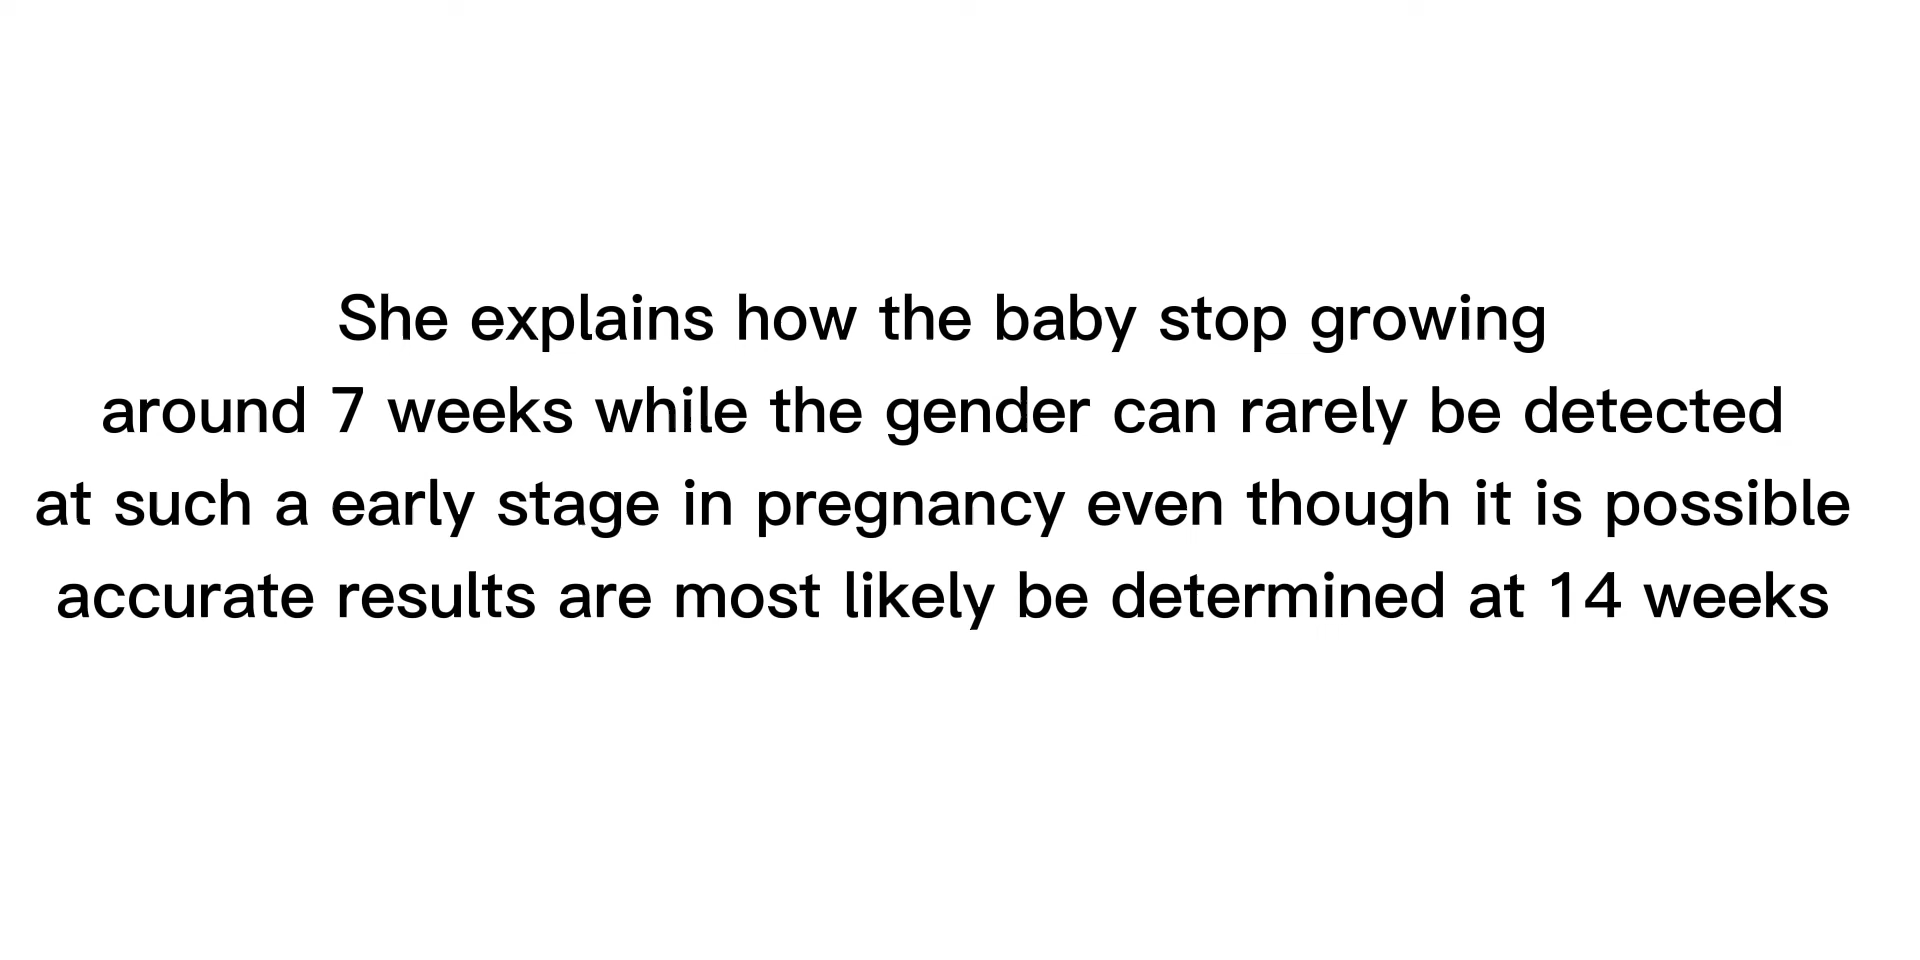 She explains how the baby stop growing
around 7 weeks while the gender can rarely be detected
at such a early stage in pregnancy even though it is possible
accurate results are most likely be determined at 14 weeks